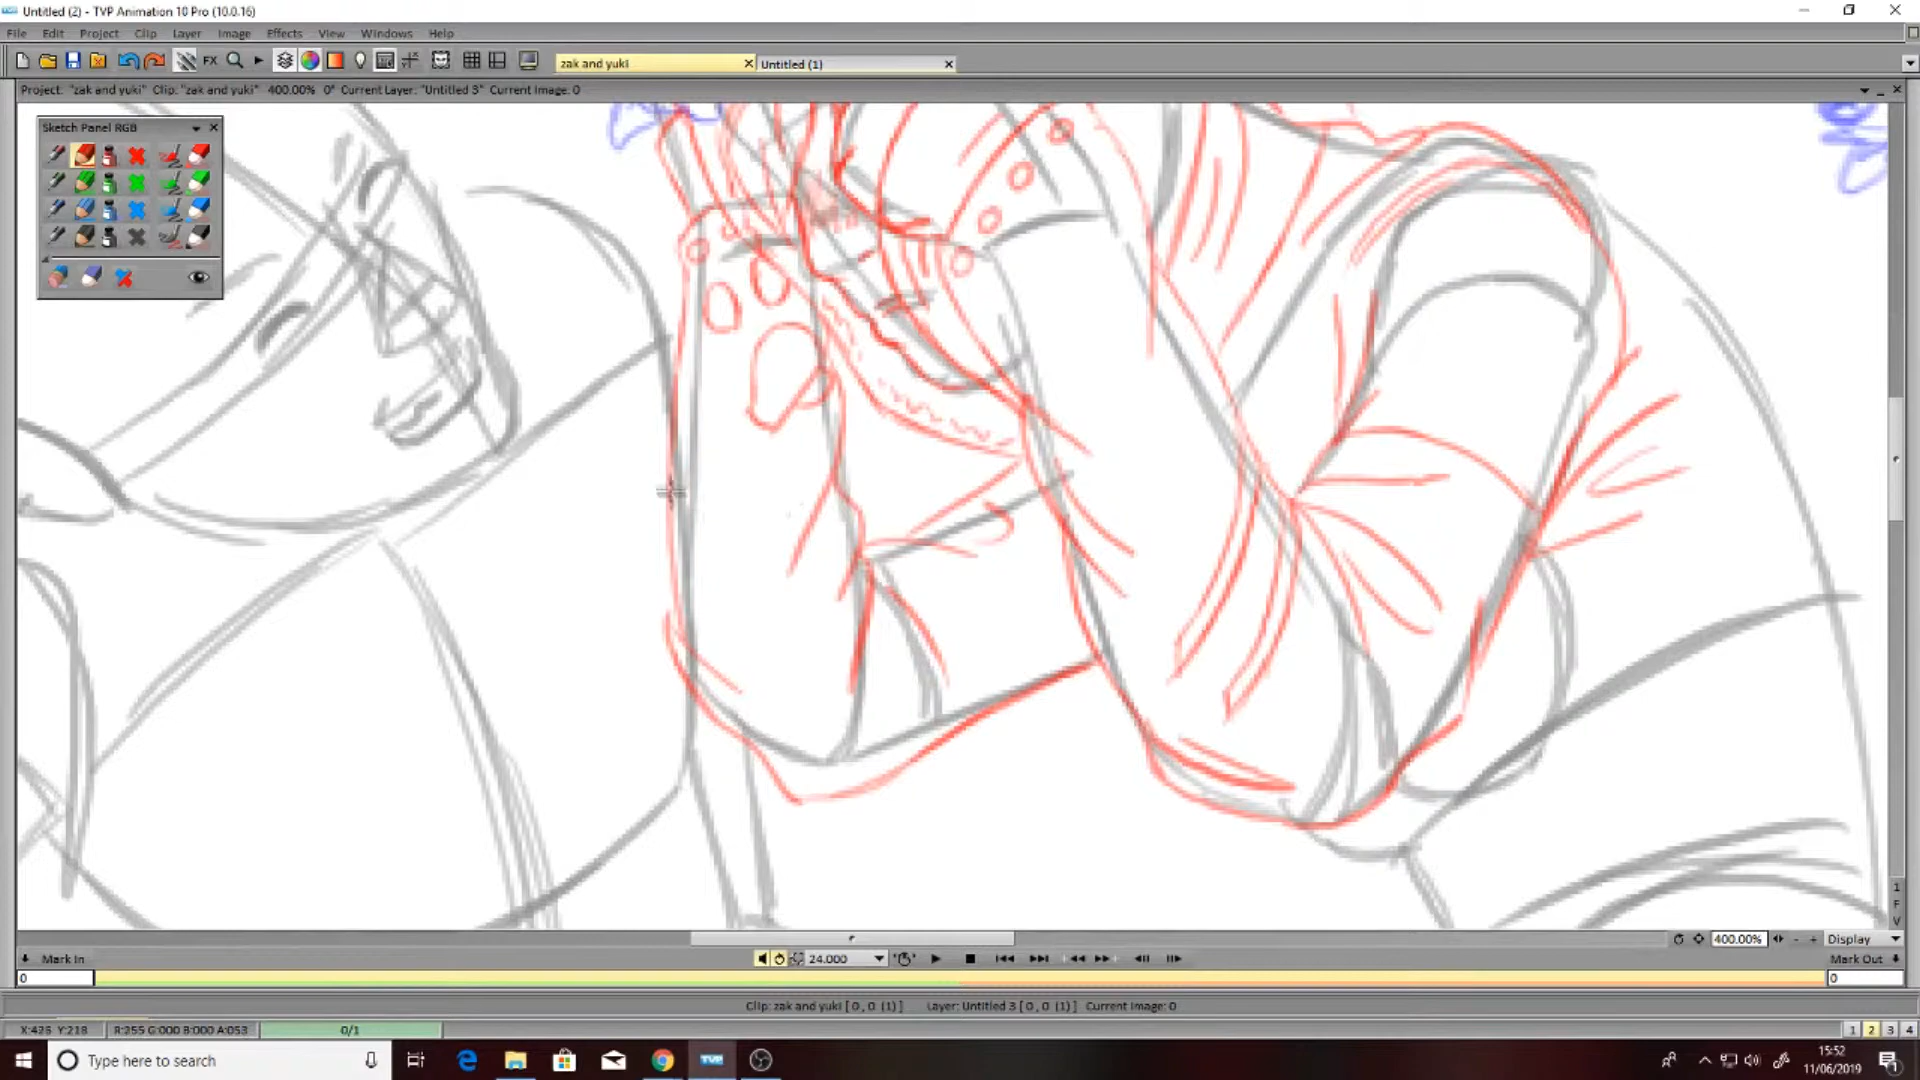 Untitled (2) - TVP Animation 10 Pro (10.0.16)
File Edit Project Clip Layer Image Effects View Windows Help
FX zak and yuki Untitled (1)
Project: "zak and yuki" Clip: "zak and yuki" 400.00% 0° Current Layer: "Untitled 3" Current Image: 0
Sketch Panel RGB
1
F
V
400.00% - + Display
Mark In 24.000 Mark Out
0 0
Clip: zak and yuki [ 0 , 0 (1) ] Layer: Untitled 3 [ 0 , 0 (1) ] Current Image: 0
X:426 Y:218 R:255 G:000 B:000 A:053 0/1 1 2 3 4
Type here to search TVP 15:52
11/06/2019